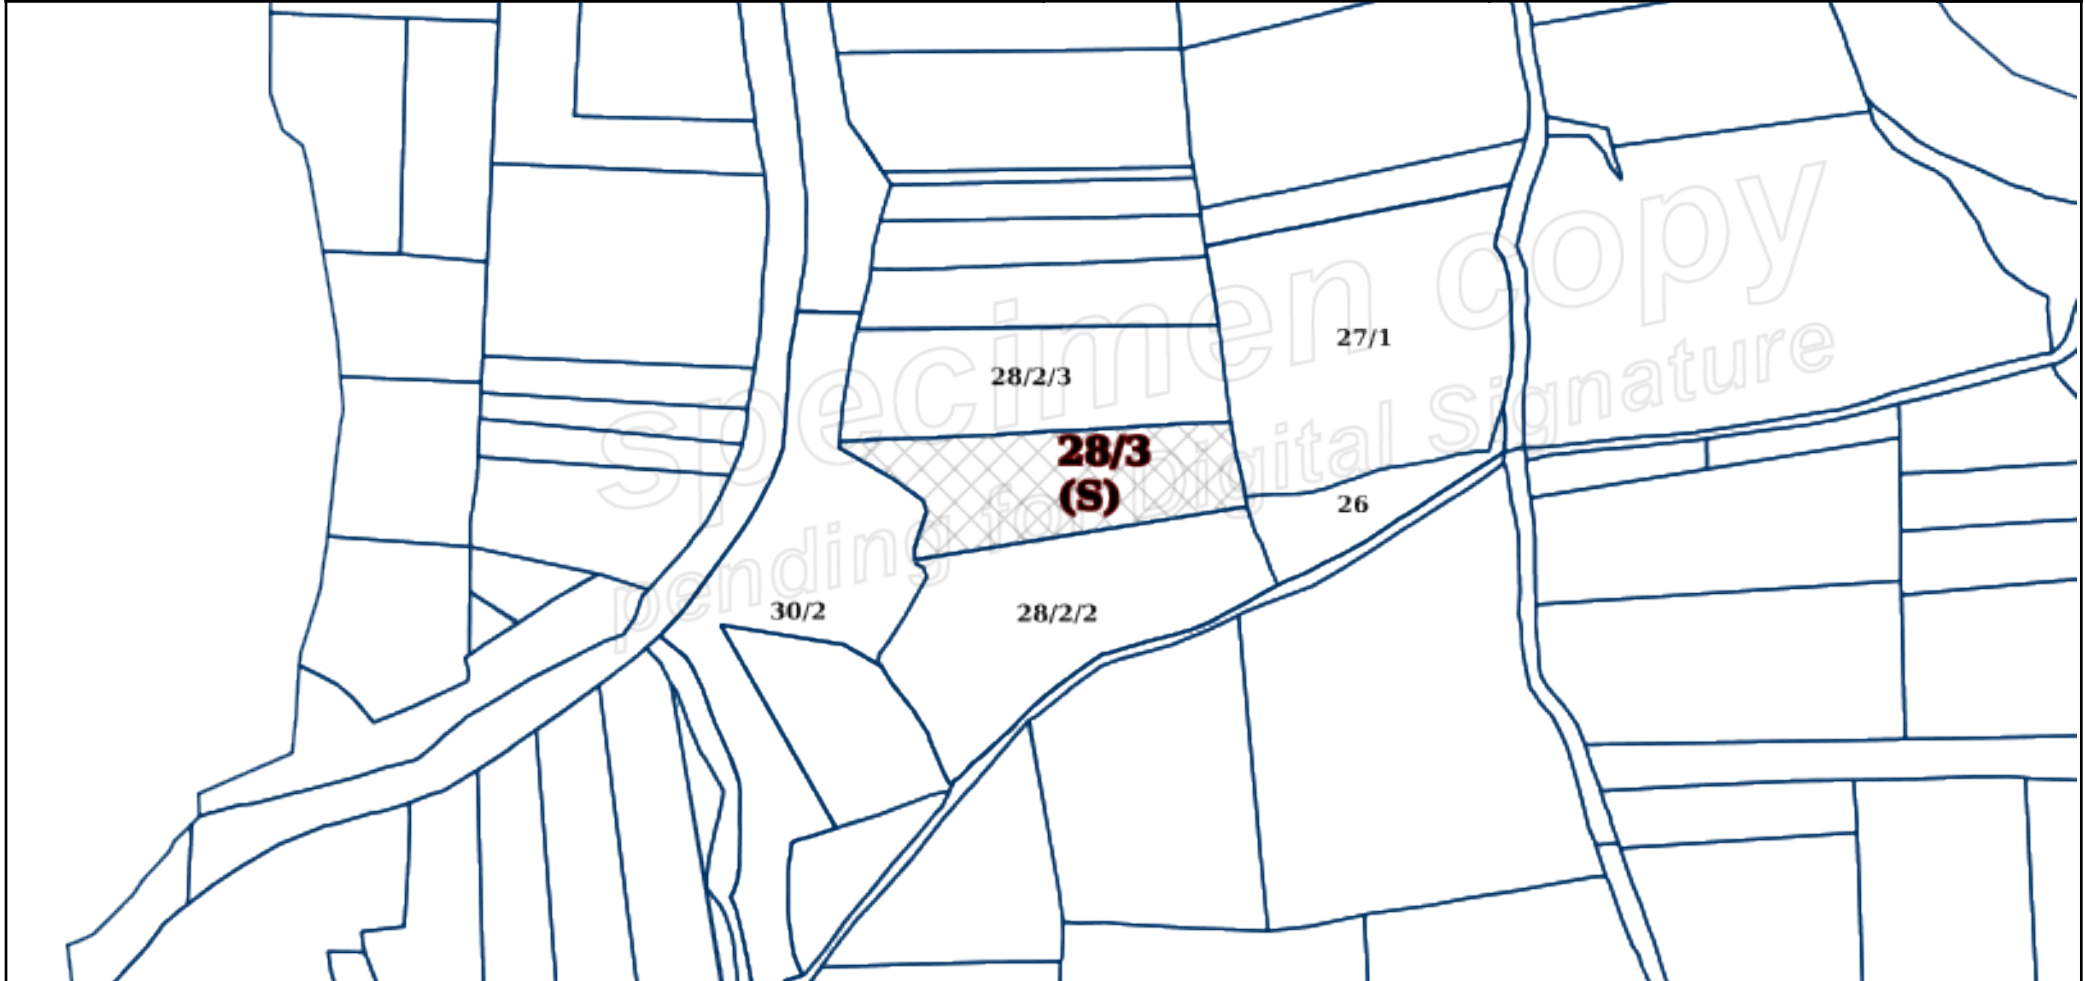 specimen copy
pending for Digital Signature
27/1
28/2/3
28/3
(S)
26
30/2
28/2/2